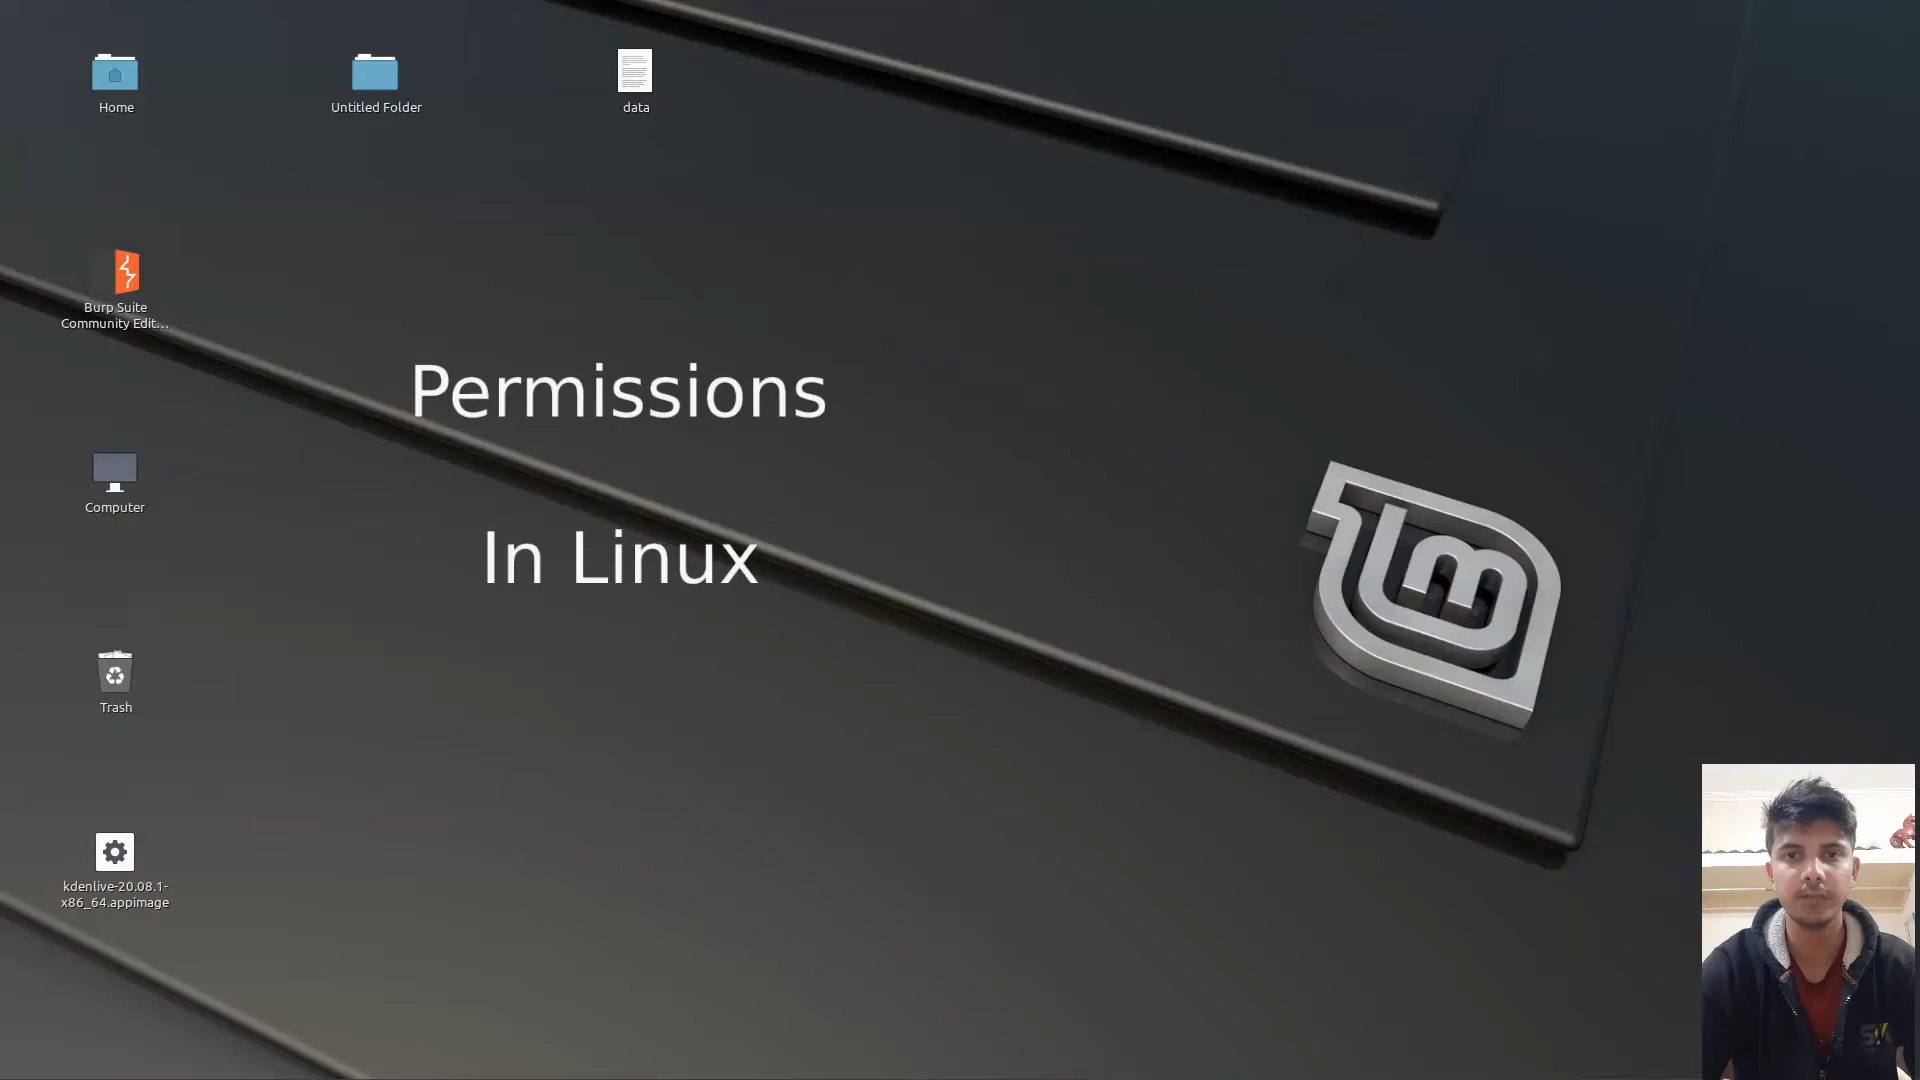 Home
Untitled Folder
data
Burp Suite
Community Edit...
Permissions
In Linux
Computer
Trash
kdenlive-20.08.1-
x86_64.appimage